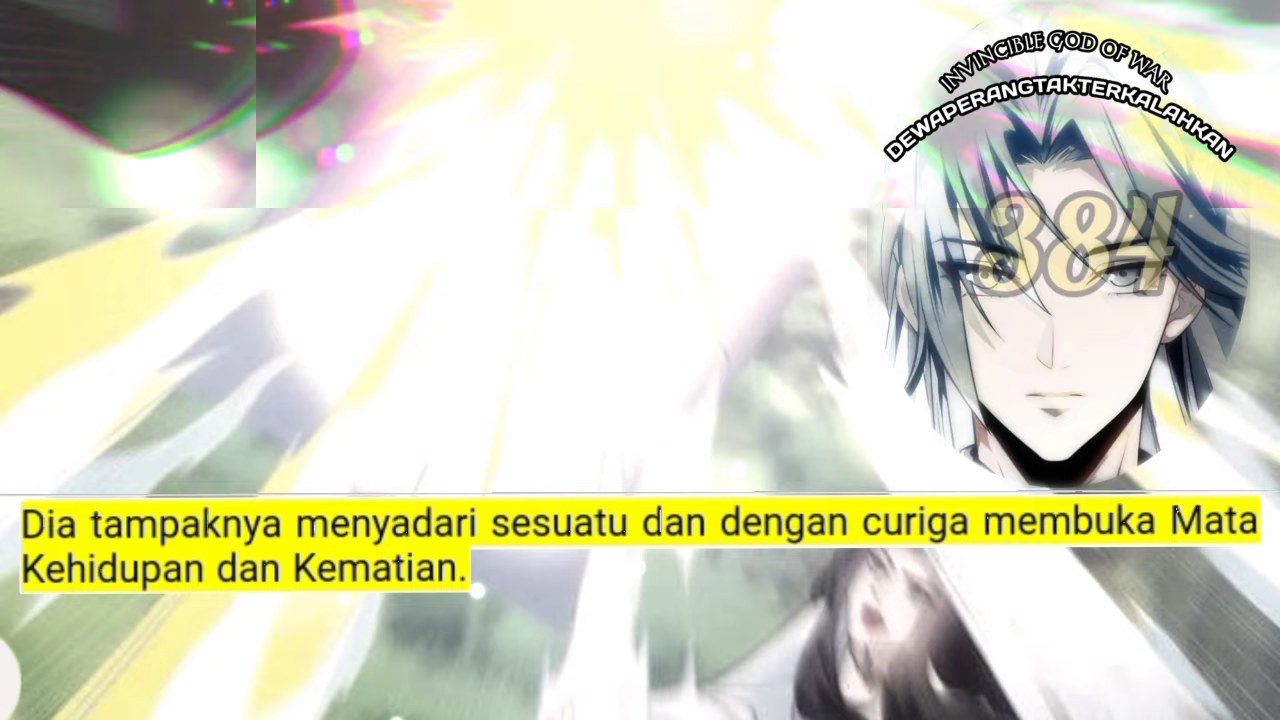 INVINCIBLE GOD OF WAR
DEWAPERANGTAKTERKALAHKAN
384
Dia tampaknya menyadari sesuatu dan dengan curiga membuka Mata
Kehidupan dan Kematian.